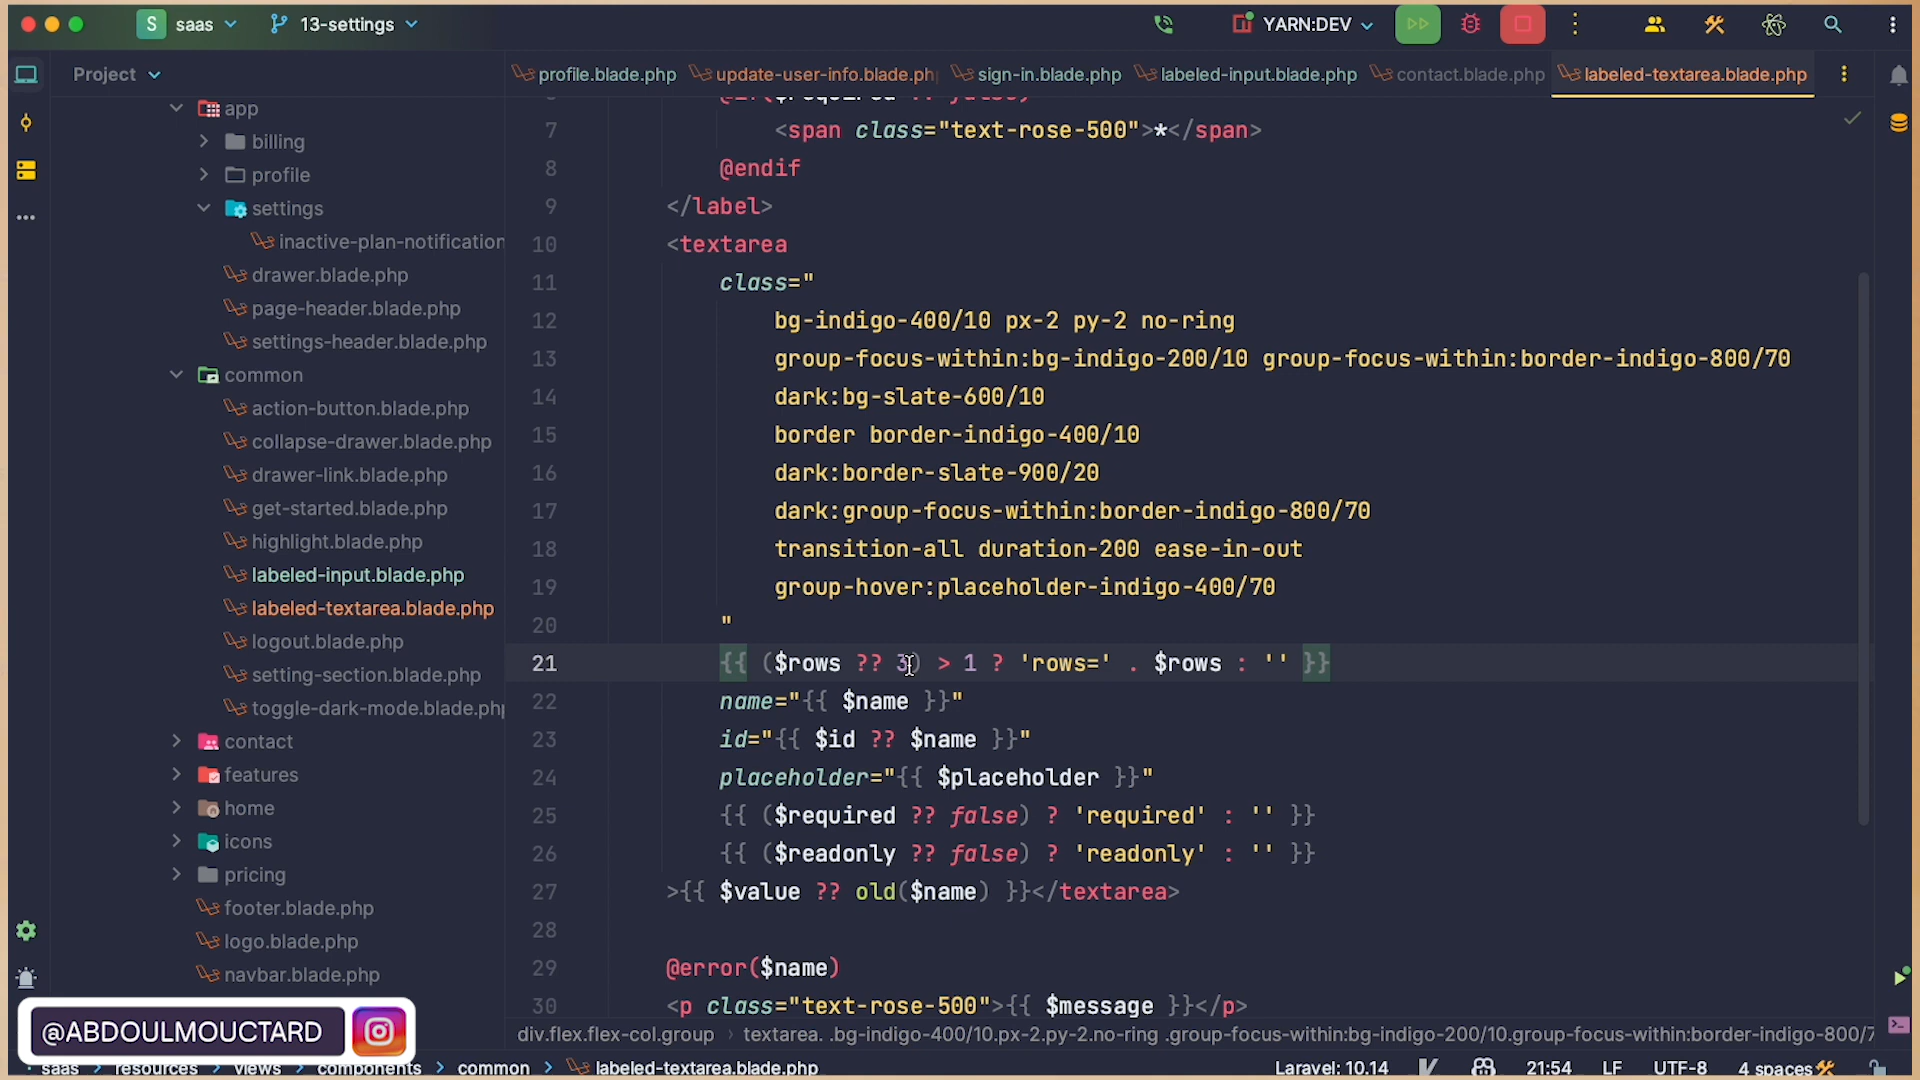 S saas 13-settings YARN:DEV
Project
profile.blade.php update-user-info.blade.ph sign-in.blade.php labeled-input.blade.php contact.blade.php labeled-textarea.blade.php
app
billing
profile
settings
inactive-plan-notification
drawer.blade.php
page-header.blade.php
settings-header.blade.php
common
action-button.blade.php
collapse-drawer.blade.php
drawer-link.blade.php
get-started.blade.php
highlight.blade.php
labeled-input.blade.php
labeled-textarea.blade.php
logout.blade.php
setting-section.blade.php
toggle-dark-mode.blade.php
contact
features
home
icons
pricing
footer.blade.php
logo.blade.php
navbar.blade.php
@if($required ?? false)
7 <span class="text-rose-500">*</span>
8 @endif
9 </label>
10 <textarea
11 class="
12 bg-indigo-400/10 px-2 py-2 no-ring
13 group-focus-within:bg-indigo-200/10 group-focus-within:border-indigo-800/70
14 dark:bg-slate-600/10
15 border border-indigo-400/10
16 dark:border-slate-900/20
17 dark:group-focus-within:border-indigo-800/70
18 transition-all duration-200 ease-in-out
19 group-hover:placeholder-indigo-400/70
20 "
21 {{ ($rows ?? 3) > 1 ? 'rows=' . $rows : '' }}
22 name="{{ $name }}"
23 id="{{ $id ?? $name }}"
24 placeholder="{{ $placeholder }}"
25 {{ ($required ?? false) ? 'required' : '' }}
26 {{ ($readonly ?? false) ? 'readonly' : '' }}
27 >{{ $value ?? old($name) }}</textarea>
28
29 @error($name)
30 <p class="text-rose-500">{{ $message }}</p>
@ABDOULMOUCTARD
div.flex.flex-col.group › textarea. .bg-indigo-400/10.px-2.py-2.no-ring .group-focus-within:bg-indigo-200/10.group-focus-within:border-indigo-800/7
saas › resources › views › components › common › labeled-textarea.blade.php Laravel: 10.14 21:54 LF UTF-8 4 spaces